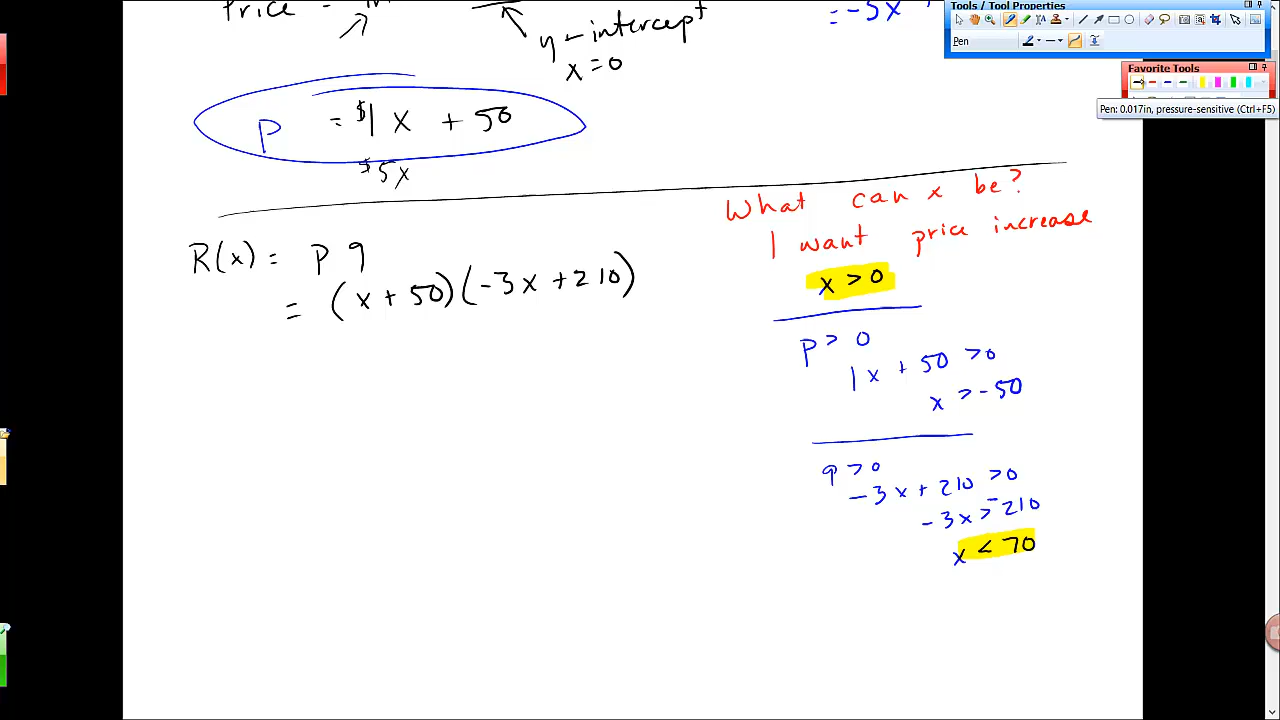 Price =
y-intercept
x=0
= -3x
P = $1x + 50
$5x
R(x) = p q
= (x + 50)(-3x + 210)
What can x be?
I want price increase
x > 0
p > 0
1x + 50 > 0
x > -50
q > 0
-3x + 210 > 0
-3x > -210
x < 70
Tools / Tool Properties
Pen
Favorite Tools
Pen: 0.017in, pressure-sensitive (Ctrl+F5)